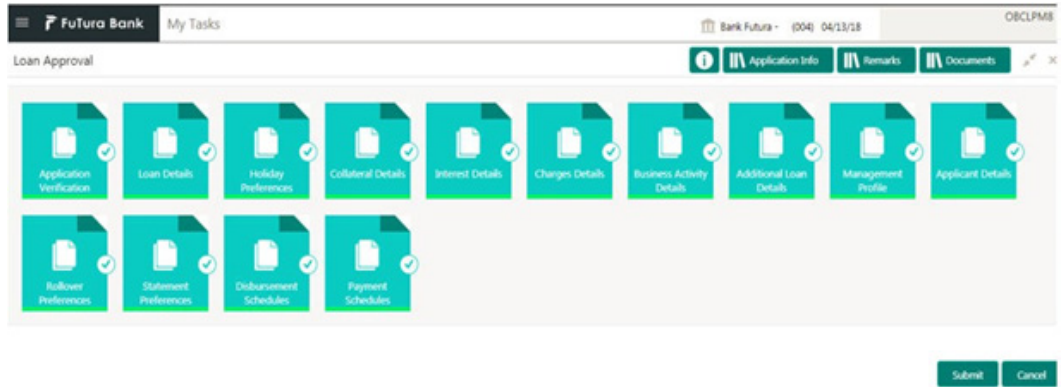 FuTura Bank My Tasks Bank Futura - (004) 04/13/18 OBCLPM8
Loan Approval Application Info Remarks Documents
Application Verification
Loan Details
Holiday Preferences
Collateral Details
Interest Details
Charges Details
Business Activity Details
Additional Loan Details
Management Profile
Applicant Details
Rollover Preferences
Statement Preferences
Disbursement Schedules
Payment Schedules
Submit Cancel